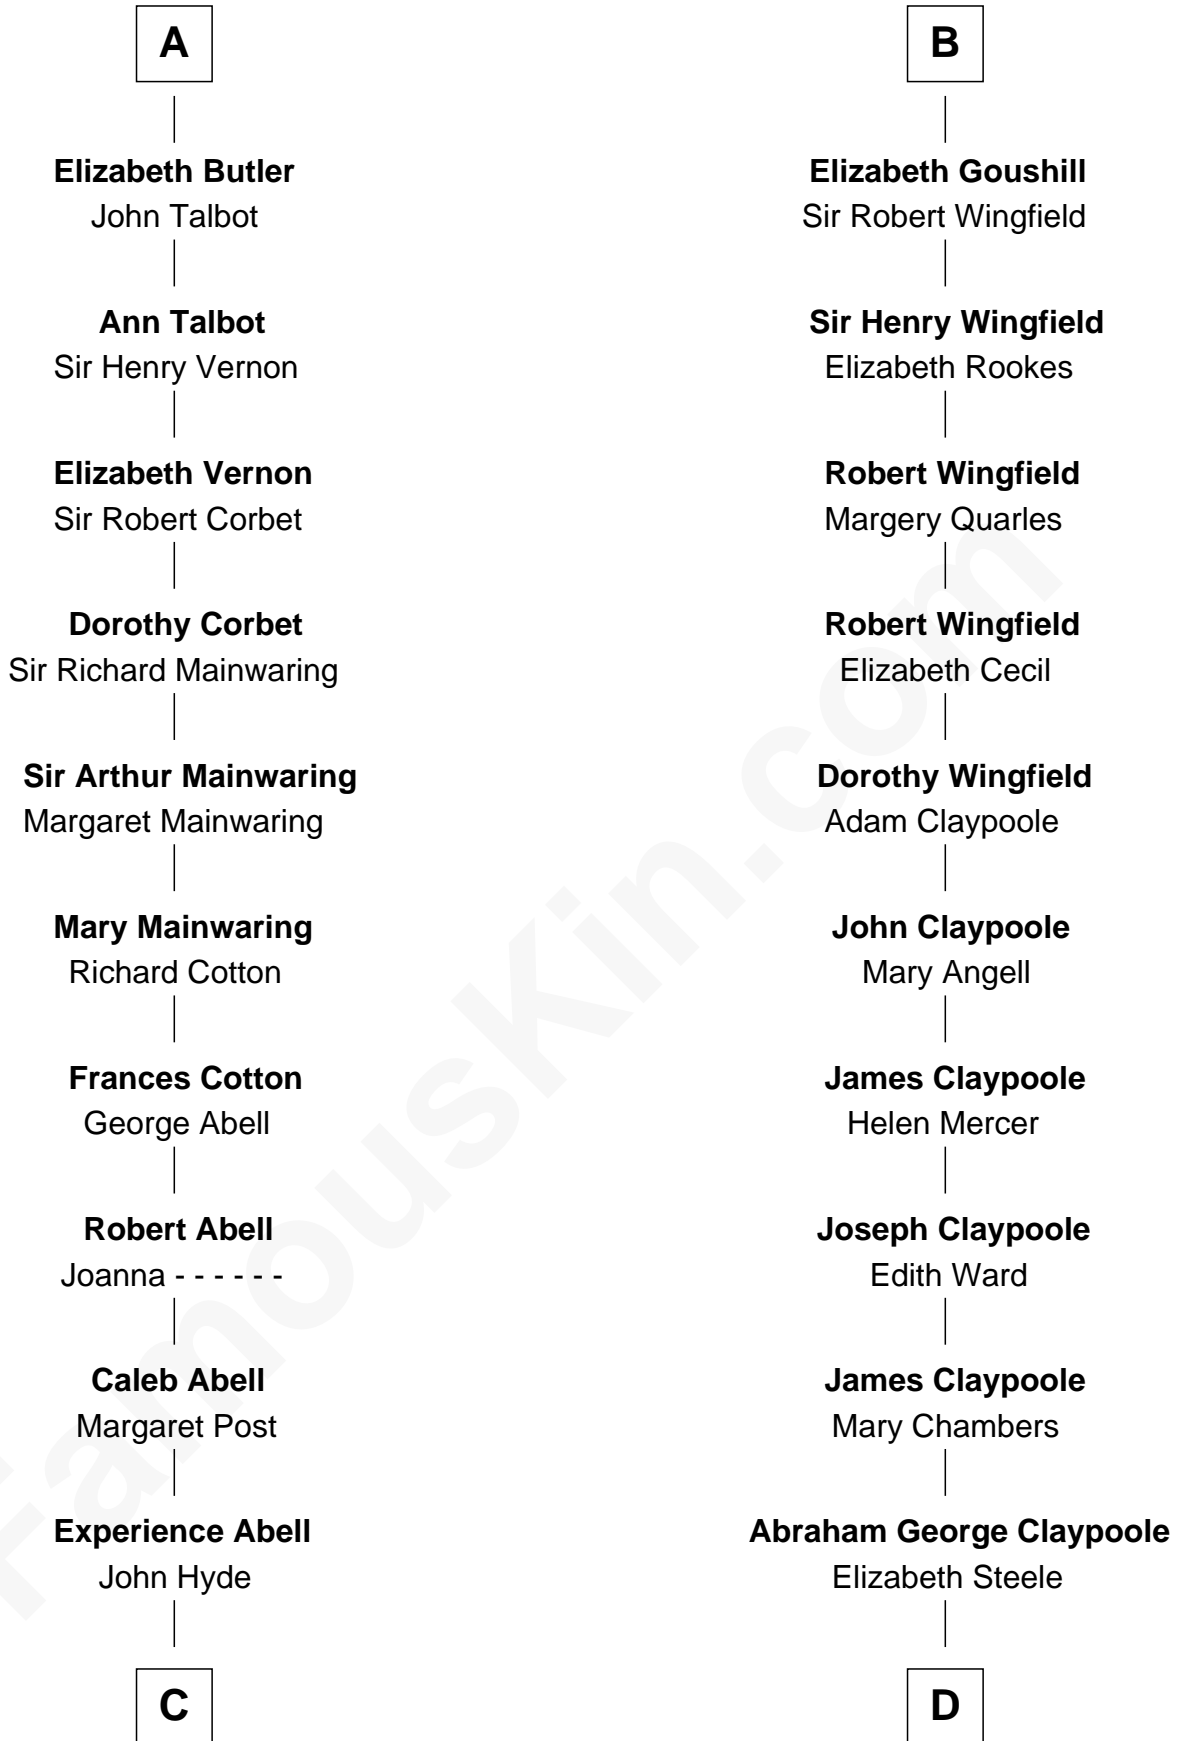 A
Elizabeth Butler
John Talbot
Ann Talbot
Sir Henry Vernon
Elizabeth Vernon
Sir Robert Corbet
Dorothy Corbet
Sir Richard Mainwaring
Sir Arthur Mainwaring
Margaret Mainwaring
Mary Mainwaring
Richard Cotton
Frances Cotton
George Abell
Robert Abell
Joanna - - - - - -
Caleb Abell
Margaret Post
Experience Abell
John Hyde
C
B
Elizabeth Goushill
Sir Robert Wingfield
Sir Henry Wingfield
Elizabeth Rookes
Robert Wingfield
Margery Quarles
Robert Wingfield
Elizabeth Cecil
Dorothy Wingfield
Adam Claypoole
John Claypoole
Mary Angell
James Claypoole
Helen Mercer
Joseph Claypoole
Edith Ward
James Claypoole
Mary Chambers
Abraham George Claypoole
Elizabeth Steele
D
FamousKin.com